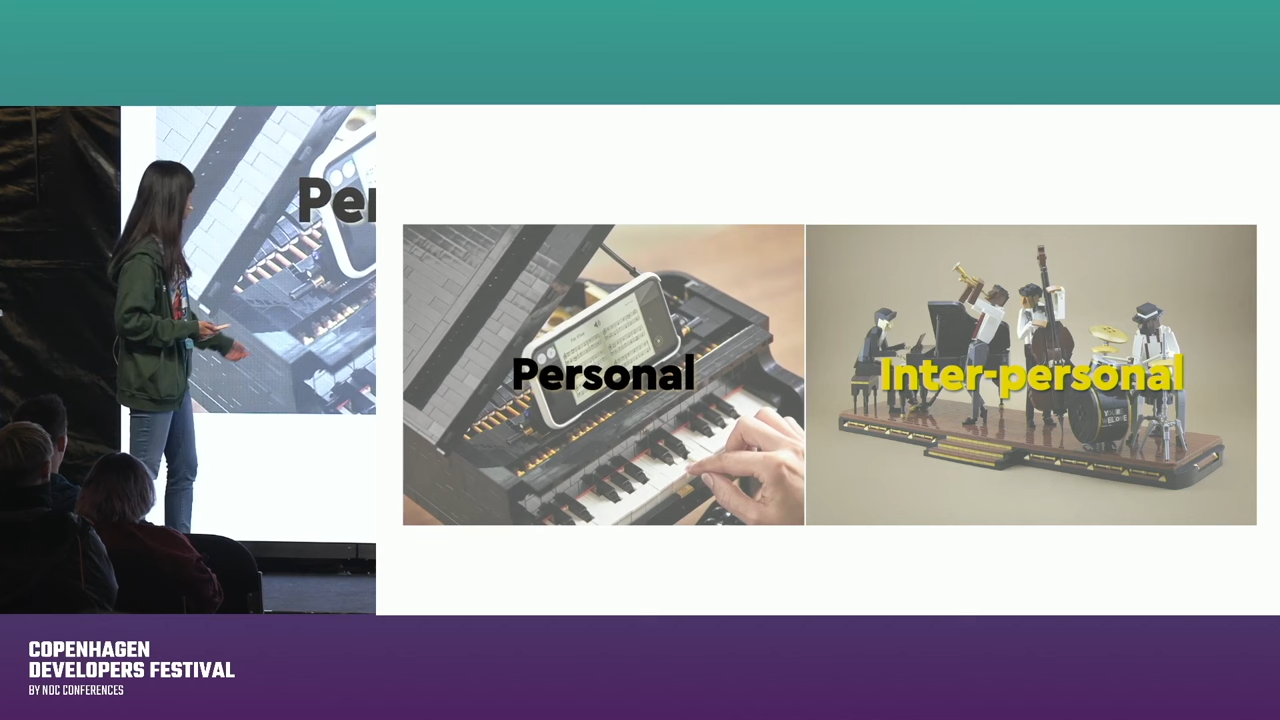 Per
Personal
Inter-personal
COPENHAGEN
DEVELOPERS FESTIVAL
BY NDC CONFERENCES